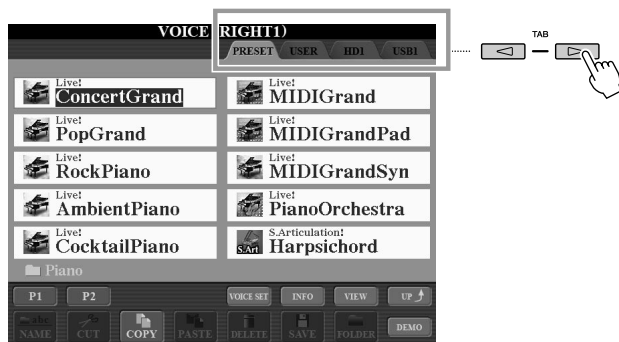 VOICE (RIGHT1)
PRESET USER HD1 USB1
TAB
Live!
ConcertGrand
Live!
MIDIGrand
Live!
PopGrand
Live!
MIDIGrandPad
Live!
RockPiano
Live!
MIDIGrandSyn
Live!
AmbientPiano
Live!
PianoOrchestra
Live!
CocktailPiano
S.Articulation!
S.Art Harpsichord
Piano
P1 P2 VOICE SET INFO VIEW UP
abc
NAME CUT COPY PASTE DELETE SAVE FOLDER DEMO